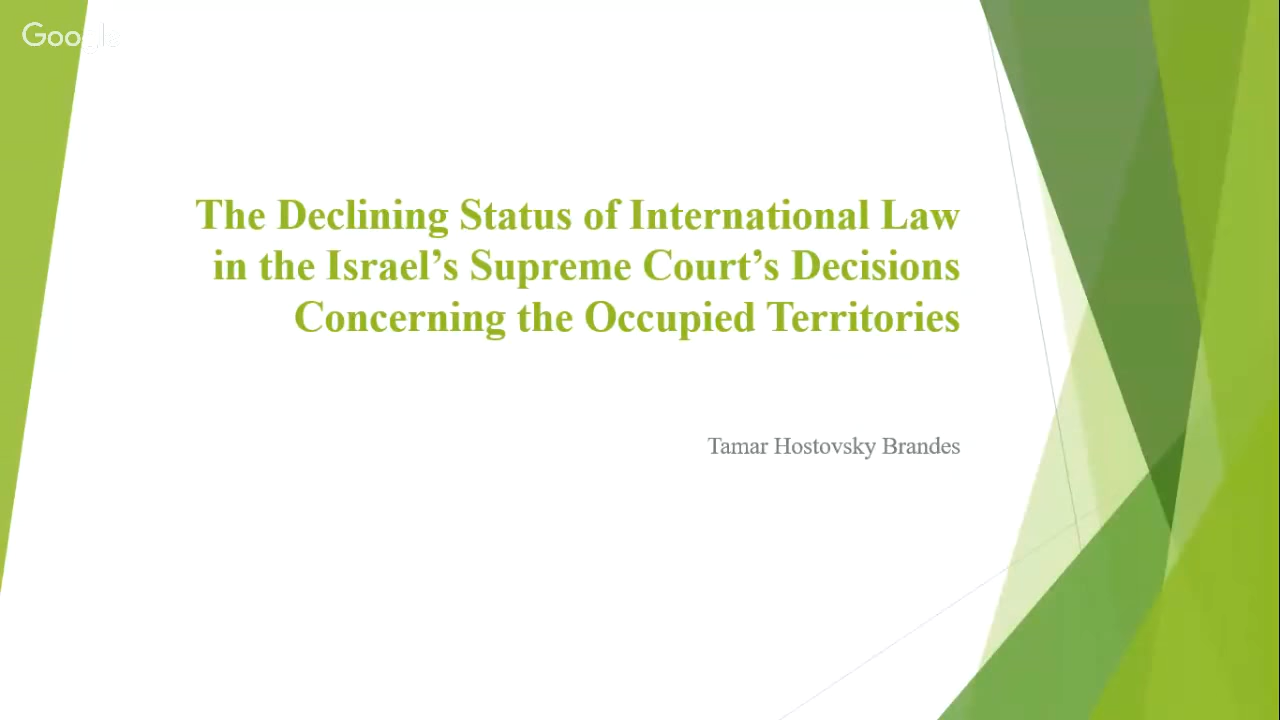 Google
The Declining Status of International Law
in the Israel’s Supreme Court’s Decisions
Concerning the Occupied Territories
Tamar Hostovsky Brandes